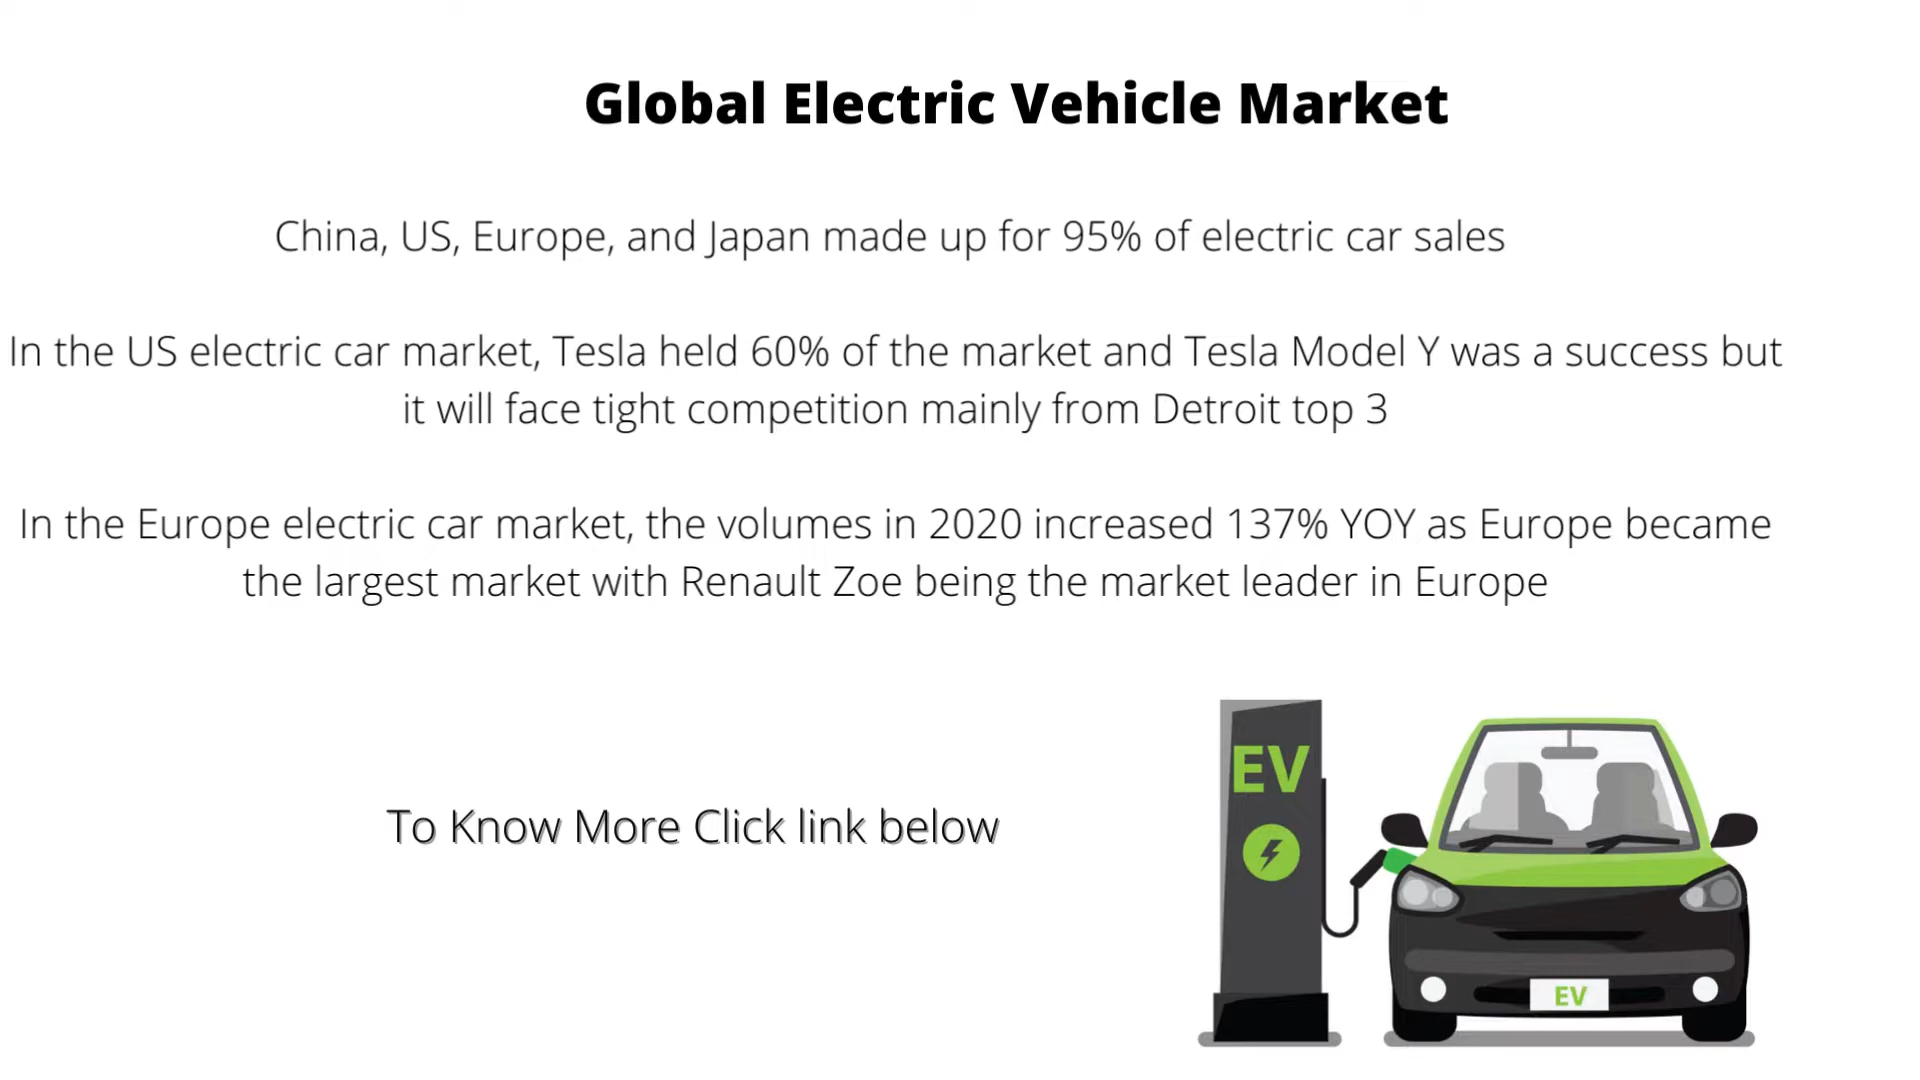 Global Electric Vehicle Market
China, US, Europe, and Japan made up for 95% of electric car sales
In the US electric car market, Tesla held 60% of the market and Tesla Model Y was a success but
it will face tight competition mainly from Detroit top 3
In the Europe electric car market, the volumes in 2020 increased 137% YOY as Europe became
the largest market with Renault Zoe being the market leader in Europe
To Know More Click link below
EV
EV